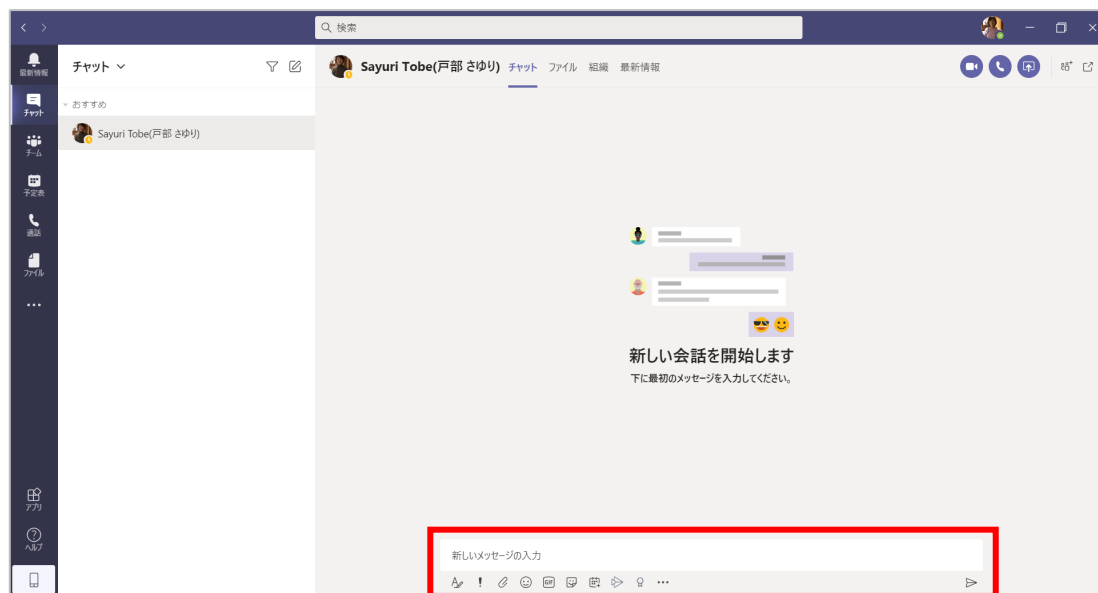 検索
最新情報
チャット
チーム
予定表
通話
ファイル
アプリ
ヘルプ
チャット
おすすめ
Sayuri Tobe(戸部 さゆり)
Sayuri Tobe(戸部 さゆり) チャット ファイル 組織 最新情報
新しい会話を開始します
下に最初のメッセージを入力してください。
新しいメッセージの入力
GIF